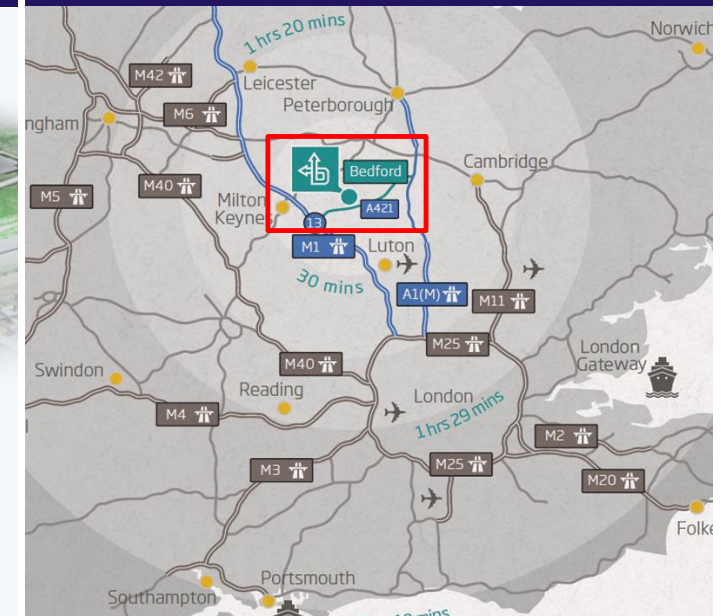 Norwich
1 hrs 20 mins
M42
Leicester
Peterborough
M6
ngham
Bedford
Cambridge
M5
M40
Milton
Keynes
A421
13
M1
Luton
30 mins
A1(M)
M11
M25
London
Gateway
Swindon
M40
Reading
London
M4
1 hrs 29 mins
M2
M3
M25
M20
Folke
Portsmouth
Southampton
mins